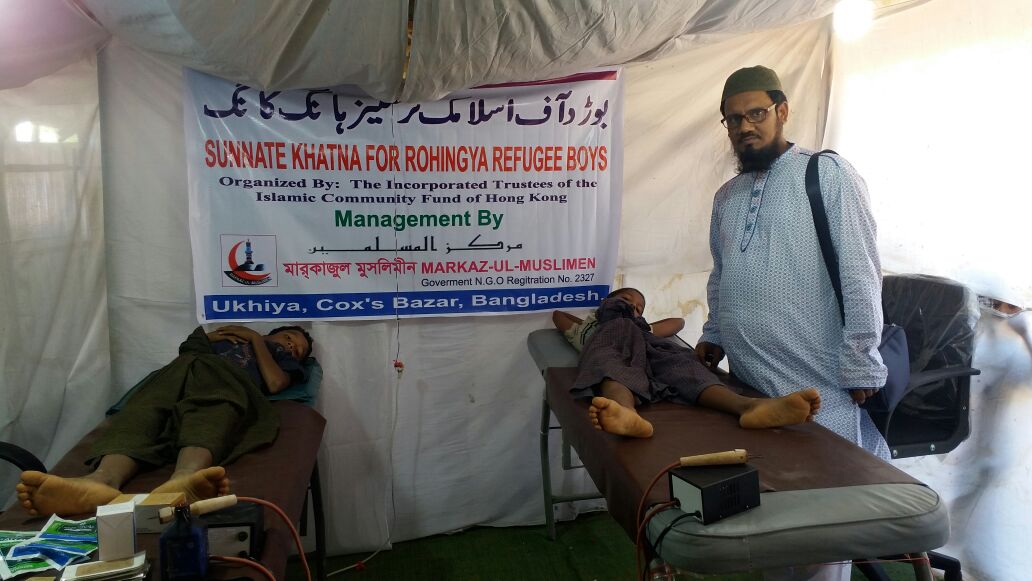 بورڈ آف اسلامک ٹرسٹیز ہانگ کانگ
SUNNATE KHATNA FOR ROHINGYA REFUGEE BOYS
Organized By: The Incorporated Trustees of the
Islamic Community Fund of Hong Kong
Management By
مركز المسلمين
মারকাজুল মুসলিমীন MARKAZ-UL-MUSLIMEN
Goverment N.G.O Regitration No. 2327
Ukhiya, Cox's Bazar, Bangladesh.